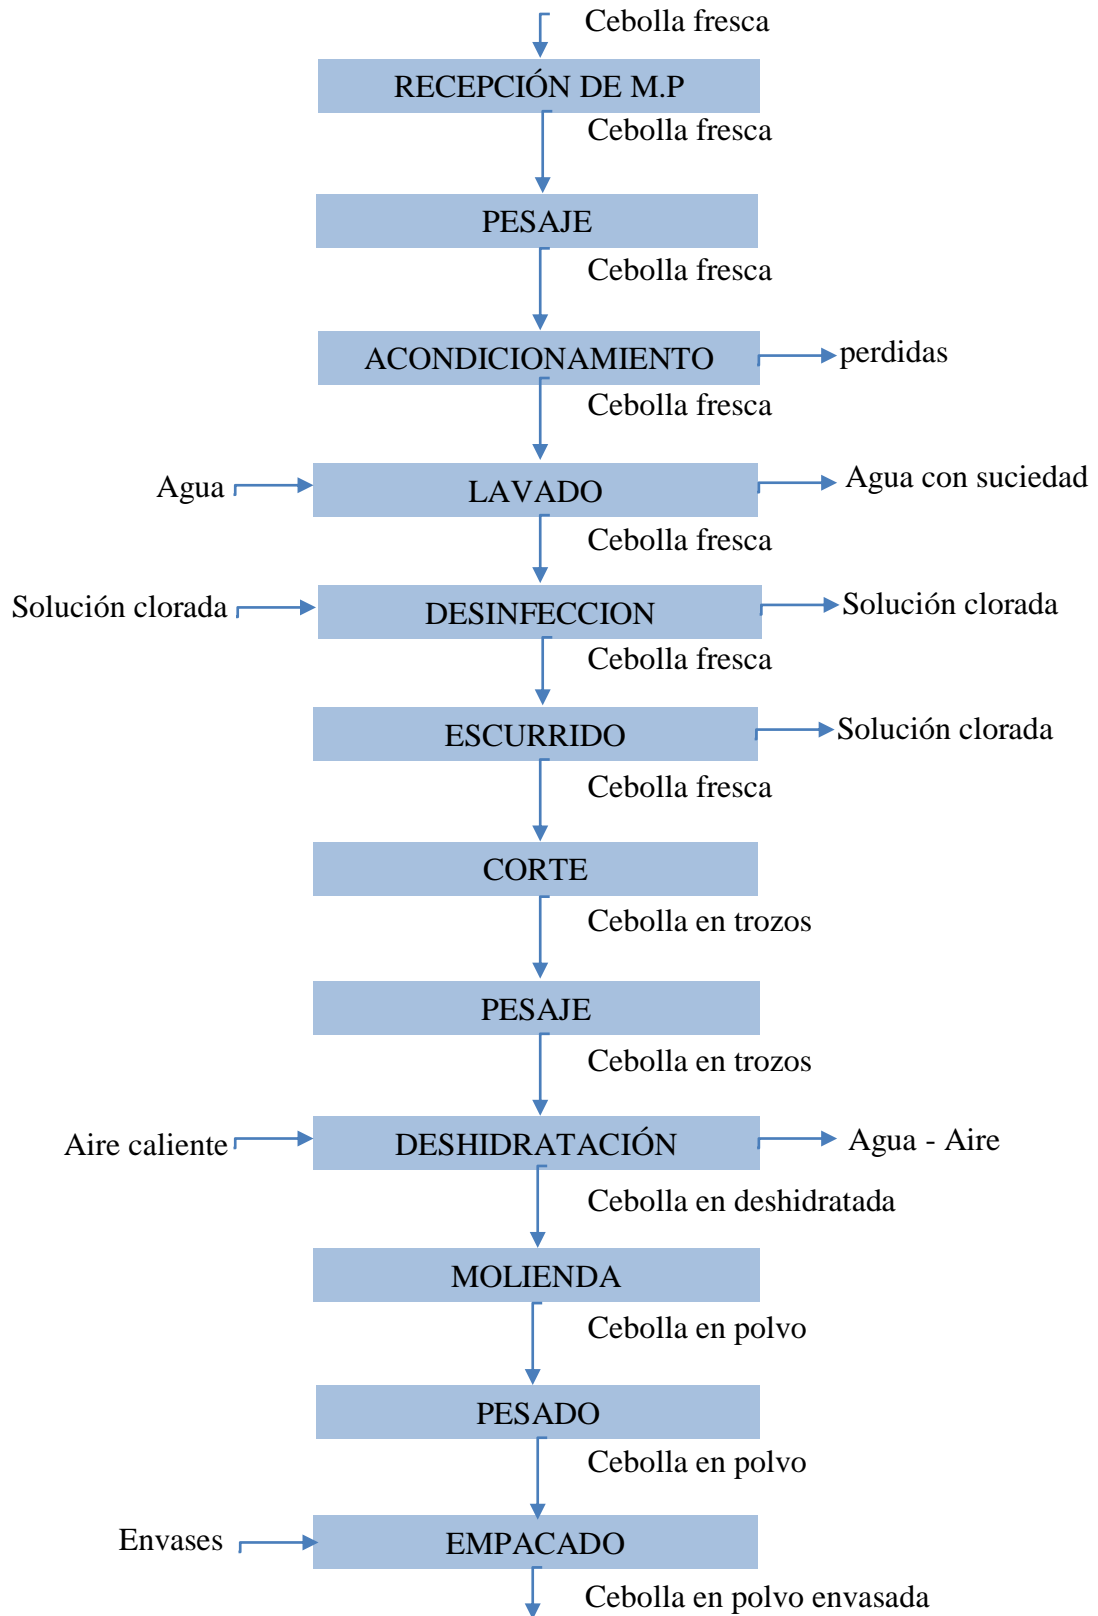 Cebolla fresca
RECEPCIÓN DE M.P
Cebolla fresca
PESAJE
Cebolla fresca
ACONDICIONAMIENTO
perdidas
Cebolla fresca
Agua
LAVADO
Agua con suciedad
Cebolla fresca
Solución clorada
DESINFECCION
Solución clorada
Cebolla fresca
ESCURRIDO
Solución clorada
Cebolla fresca
CORTE
Cebolla en trozos
PESAJE
Cebolla en trozos
Aire caliente
DESHIDRATACIÓN
Agua - Aire
Cebolla en deshidratada
MOLIENDA
Cebolla en polvo
PESADO
Cebolla en polvo
Envases
EMPACADO
Cebolla en polvo envasada